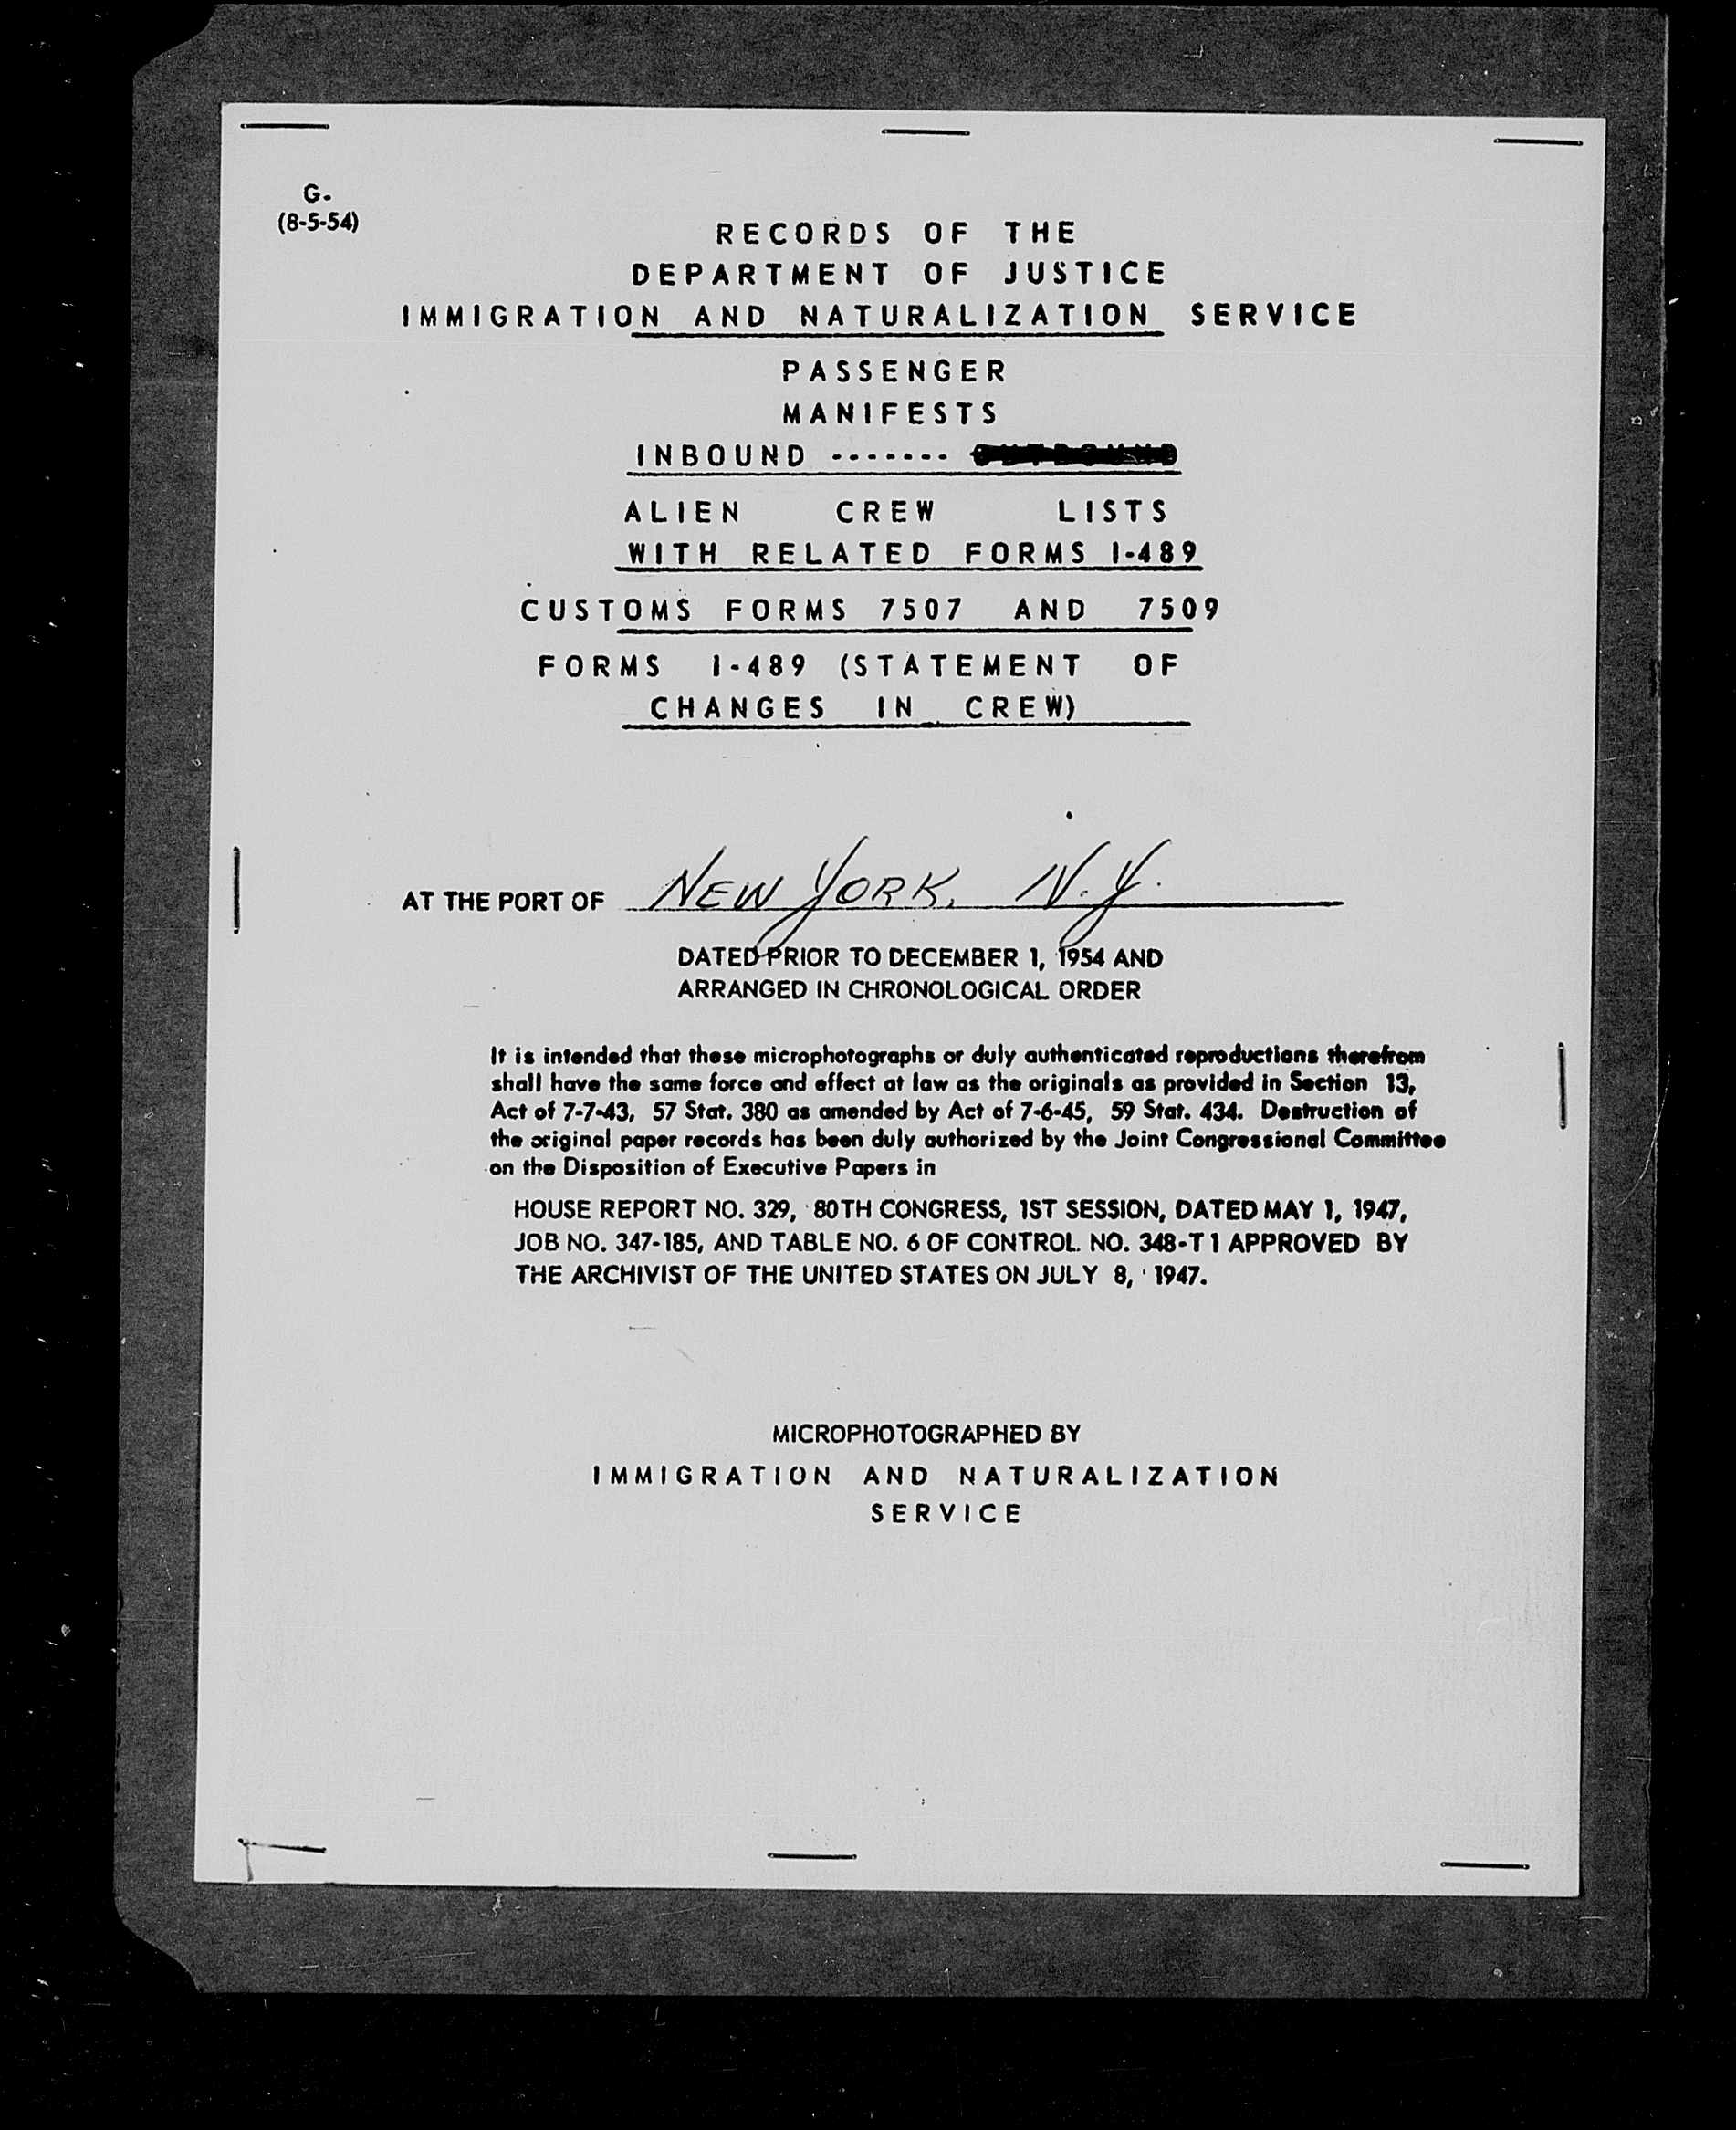 G.
(8-5-54)
RECORDS OF THE
DEPARTMENT OF JUSTICE
IMMIGRATION AND NATURALIZATION SERVICE
PASSENGER
MANIFESTS
INBOUND -------
ALIEN CREW LISTS
WITH RELATED FORMS I-489
CUSTOMS FORMS 7507 AND 7509
FORMS I-489 (STATEMENT OF
CHANGES IN CREW)
AT THE PORT OF NEW YORK, N.Y.
DATED PRIOR TO DECEMBER 1, 1954 AND
ARRANGED IN CHRONOLOGICAL ORDER
It is intended that these microphotographs or duly authenticated reproductions therefrom
shall have the same force and effect at law as the originals as provided in Section 13,
Act of 7-7-43, 57 Stat. 380 as amended by Act of 7-6-45, 59 Stat. 434. Destruction of
the original paper records has been duly authorized by the Joint Congressional Committee
on the Disposition of Executive Papers in
HOUSE REPORT NO. 329, 80TH CONGRESS, 1ST SESSION, DATED MAY 1, 1947,
JOB NO. 347-185, AND TABLE NO. 6 OF CONTROL NO. 348-T1 APPROVED BY
THE ARCHIVIST OF THE UNITED STATES ON JULY 8, 1947.
MICROPHOTOGRAPHED BY
IMMIGRATION AND NATURALIZATION
SERVICE